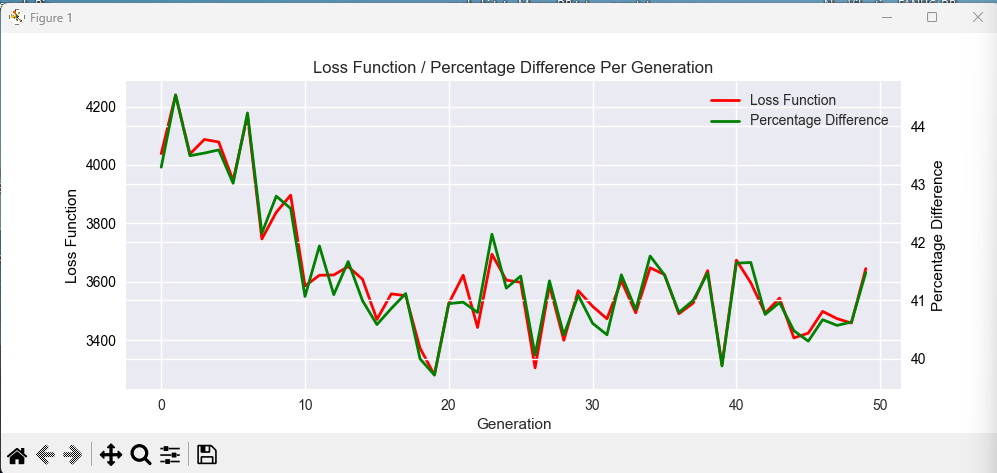 Figure 1
Loss Function / Percentage Difference Per Generation
Loss Function
Percentage Difference
4200
4000
3800
3600
3400
Loss Function
44
43
42
41
40
Percentage Difference
0 10 20 30 40 50
Generation